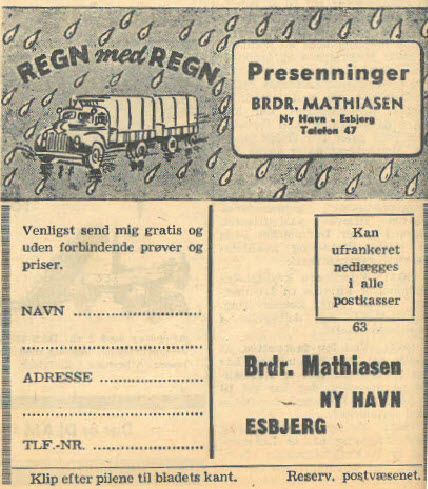 REGN med REGN
Presenninger
BRDR. MATHIASEN
Ny Havn - Esbjerg
Telefon 47
Venligst send mig gratis og
uden forbindende prøver og
priser.
NAVN
ADRESSE
TLF.-NR.
Kan
ufrankeret
nedlægges
i alle
postkasser
63
Brdr. Mathiasen
NY HAVN
ESBJERG
Klip efter pilene til bladets kant.
Reserv. postvæsenet.